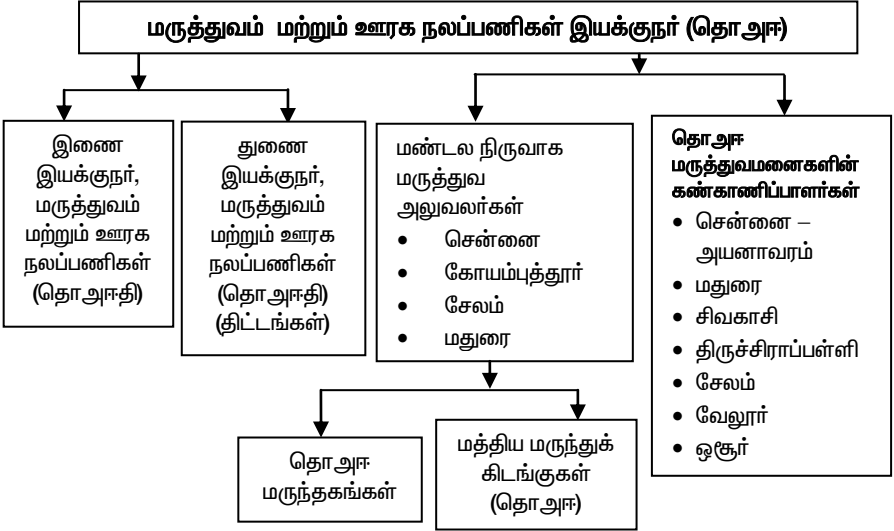 மருத்துவம் மற்றும் ஊரக நலப்பணிகள் இயக்குநர் (தொஅஈ)
இணை
இயக்குநர்,
மருத்துவம்
மற்றும் ஊரக
நலப்பணிகள்
(தொஅஈதி)
துணை
இயக்குநர்,
மருத்துவம்
மற்றும் ஊரக
நலப்பணிகள்
(தொஅஈதி)
(திட்டங்கள்)
மண்டல நிருவாக
மருத்துவ
அலுவலர்கள்
• சென்னை
• கோயம்புத்தூர்
• சேலம்
• மதுரை
தொஅஈ
மருத்துவமனைகளின்
கண்காணிப்பாளர்கள்
• சென்னை –
அயனாவரம்
• மதுரை
• சிவகாசி
• திருச்சிராப்பள்ளி
• சேலம்
• வேலூர்
• ஒசூர்
தொஅஈ
மருந்தகங்கள்
மத்திய மருந்துக்
கிடங்குகள்
(தொஅஈ)